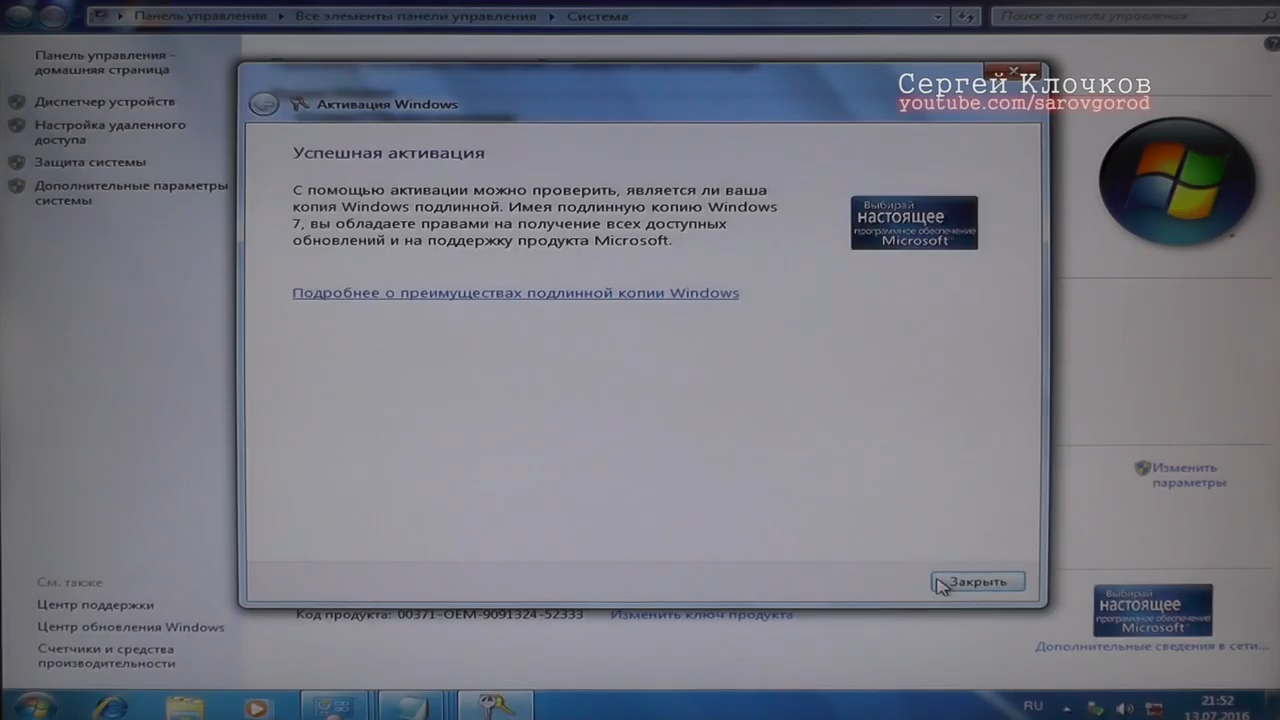 Панель управления
Все элементы панели управления
Система
Поиск в панели управления
Панель управления -
домашняя страница
Диспетчер устройств
Настройка удаленного
доступа
Защита системы
Дополнительные параметры
системы
Сергей Клочков
youtube.com/sarovgorod
Активация Windows
Успешная активация
С помощью активации можно проверить, является ли ваша
копия Windows подлинной. Имея подлинную копию Windows
7, вы обладаете правами на получение всех доступных
обновлений и на поддержку продукта Microsoft.
Выбирай
настоящее
программное обеспечение
Microsoft
Подробнее о преимуществах подлинной копии Windows
Изменить
параметры
Закрыть
Код продукта: 00371-OEM-9091324-52333 Изменить ключ продукта
Выбирай
настоящее
программное обеспечение
Microsoft
Дополнительные сведения в сети...
См. также
Центр поддержки
Центр обновления Windows
Счетчики и средства
производительности
RU
21:52
13.07.2016